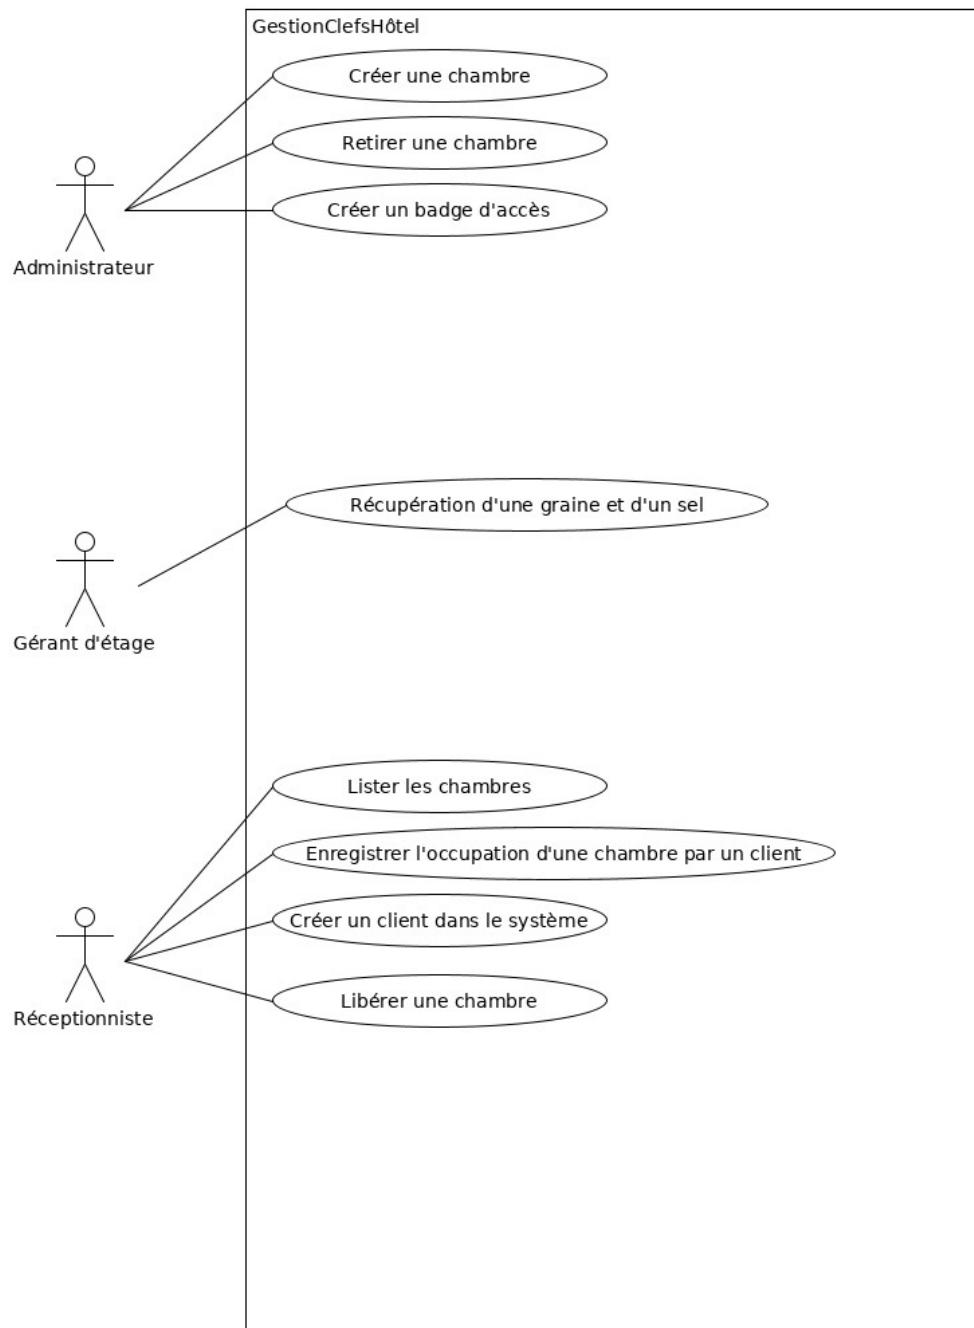 GestionClefsHôtel
Créer une chambre
Retirer une chambre
Créer un badge d'accès
Administrateur
Récupération d'une graine et d'un sel
Gérant d'étage
Lister les chambres
Enregistrer l'occupation d'une chambre par un client
Créer un client dans le système
Libérer une chambre
Réceptionniste